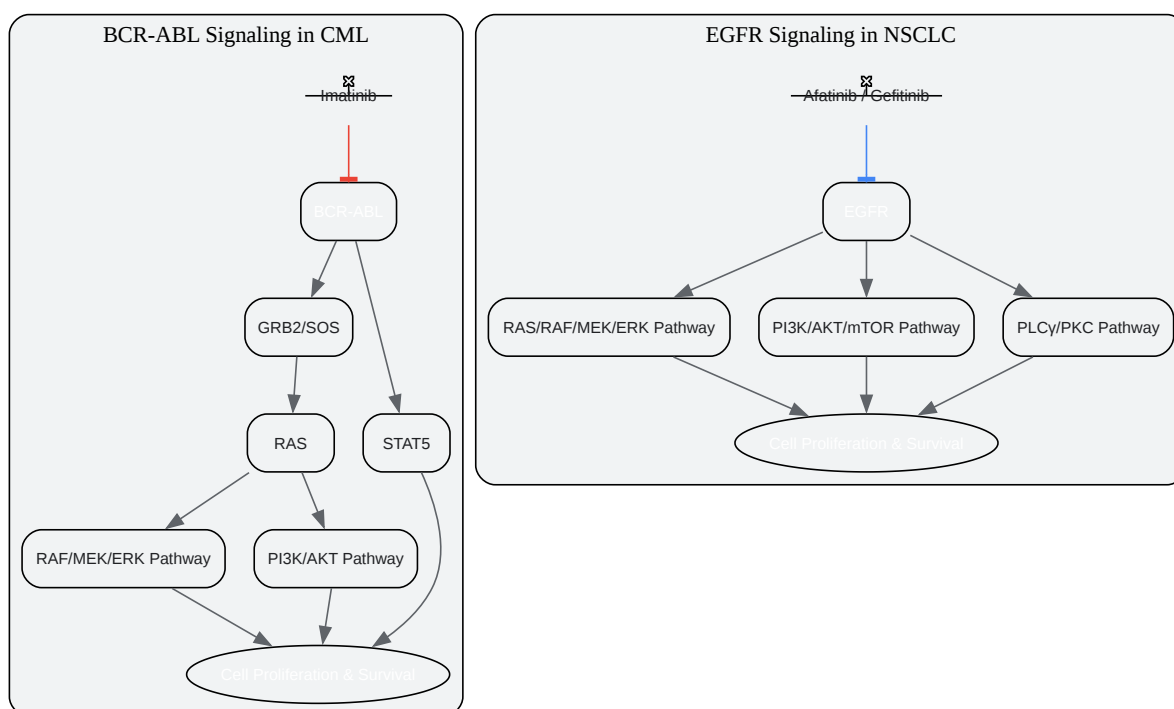 BCR-ABL Signaling in CML
Imatinib
BCR-ABL
GRB2/SOS
RAS
STAT5
RAF/MEK/ERK Pathway
PI3K/AKT Pathway
Cell Proliferation & Survival
EGFR Signaling in NSCLC
Afatinib / Gefitinib
EGFR
RAS/RAF/MEK/ERK Pathway
PI3K/AKT/mTOR Pathway
PLCγ/PKC Pathway
Cell Proliferation & Survival